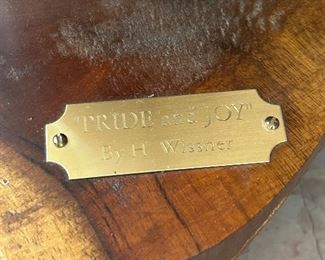 "PRIDE and JOY"
By H. Wissner